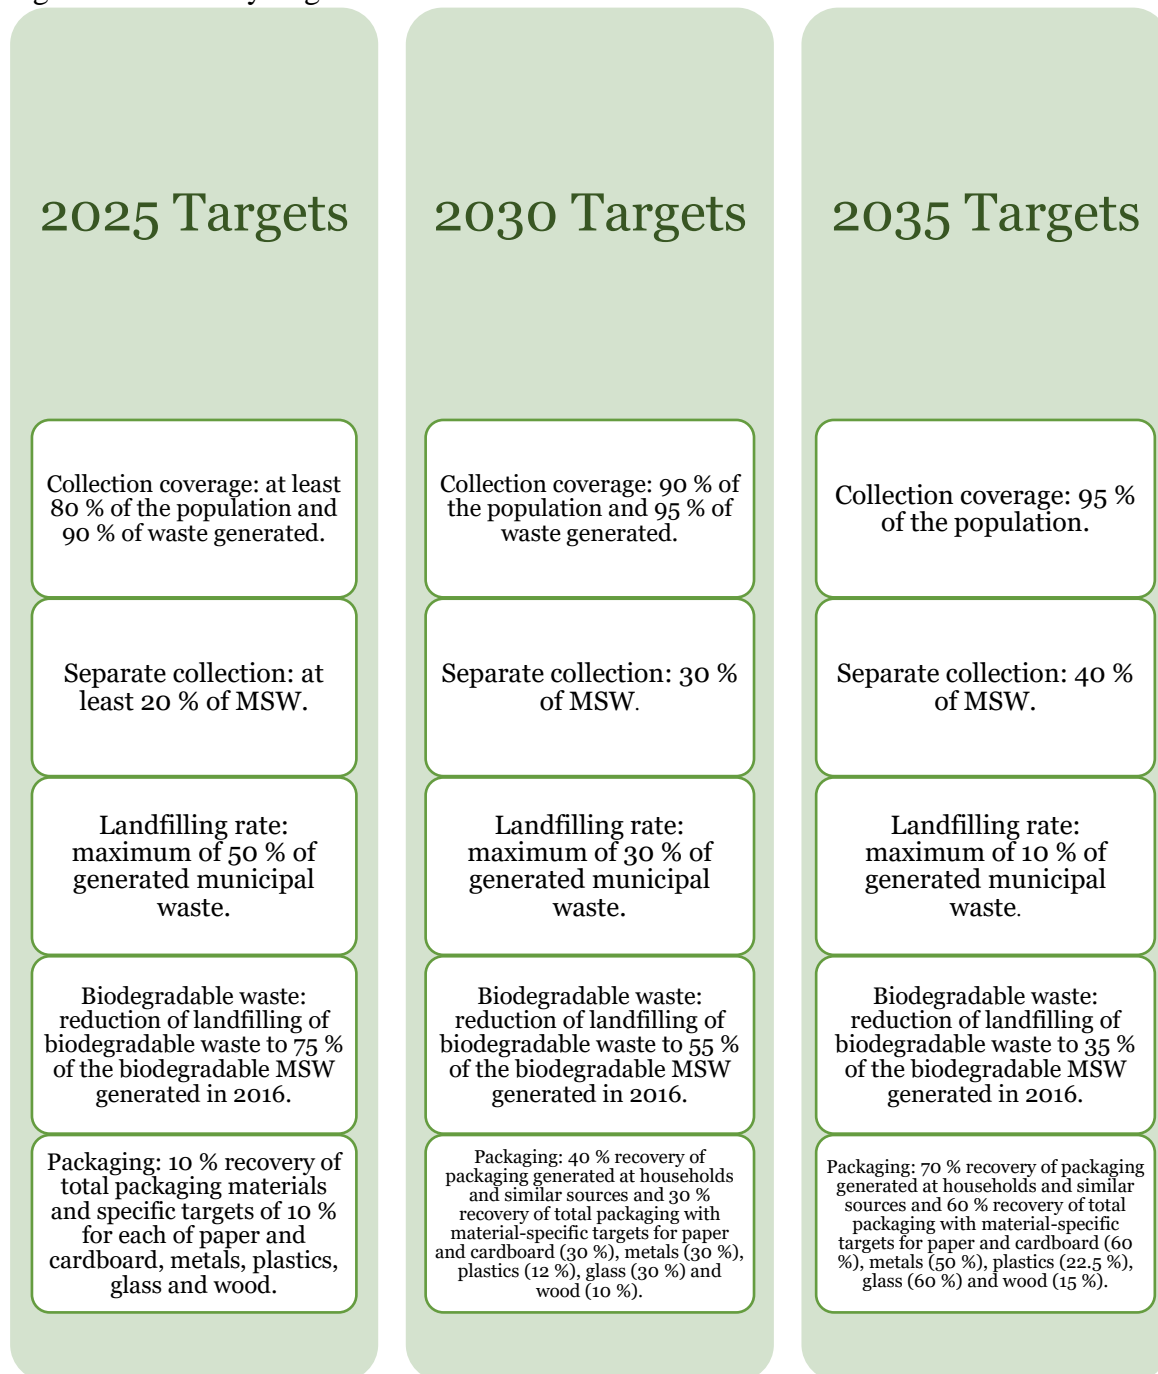 2025 Targets
Collection coverage: at least
80 % of the population and
90 % of waste generated.
Separate collection: at
least 20 % of MSW.
Landfilling rate:
maximum of 50 % of
generated municipal
waste.
Biodegradable waste:
reduction of landfilling of
biodegradable waste to 75 %
of the biodegradable MSW
generated in 2016.
Packaging: 10 % recovery of
total packaging materials
and specific targets of 10 %
for each of paper and
cardboard, metals, plastics,
glass and wood.
2030 Targets
Collection coverage: 90 % of
the population and 95 % of
waste generated.
Separate collection: 30 %
of MSW.
Landfilling rate:
maximum of 30 % of
generated municipal
waste.
Biodegradable waste:
reduction of landfilling of
biodegradable waste to 55 %
of the biodegradable MSW
generated in 2016.
Packaging: 40 % recovery of
packaging generated at households
and similar sources and 30 %
recovery of total packaging with
material-specific targets for paper
and cardboard (30 %), metals (30 %),
plastics (12 %), glass (30 %) and
wood (10 %).
2035 Targets
Collection coverage: 95 %
of the population.
Separate collection: 40 %
of MSW.
Landfilling rate:
maximum of 10 % of
generated municipal
waste.
Biodegradable waste:
reduction of landfilling of
biodegradable waste to 35 %
of the biodegradable MSW
generated in 2016.
Packaging: 70 % recovery of packaging
generated at households and similar
sources and 60 % recovery of total
packaging with material-specific
targets for paper and cardboard (60
%), metals (50 %), plastics (22.5 %),
glass (60 %) and wood (15 %).